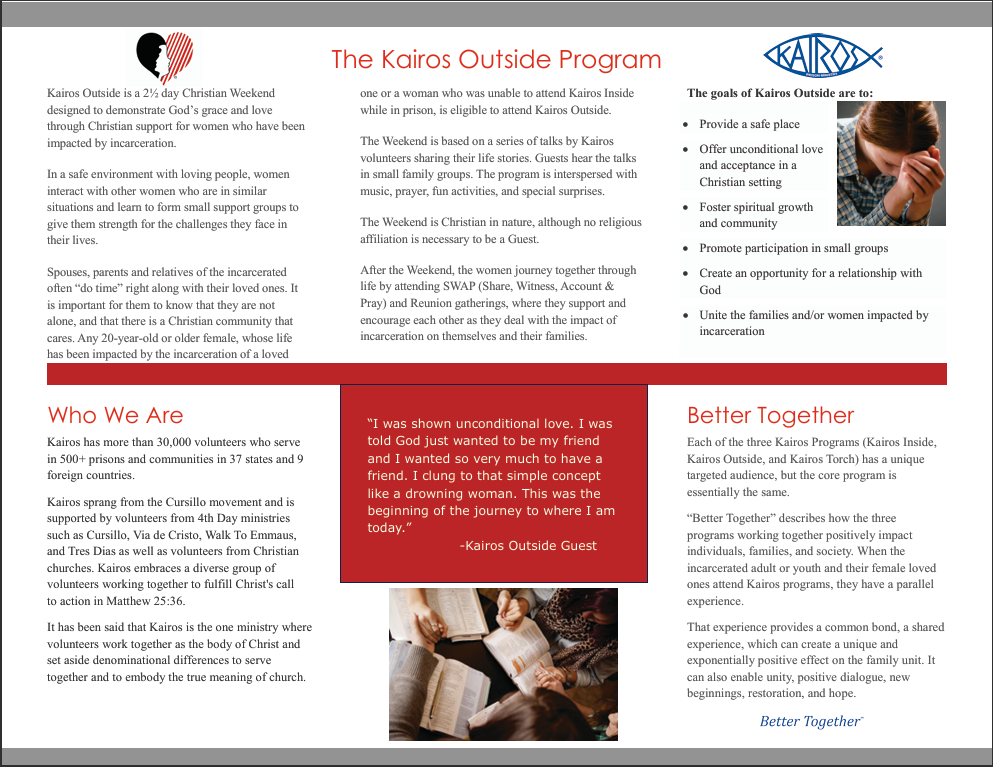 The Kairos Outside Program
KAIROS
PRISON MINISTRY
Kairos Outside is a 2½ day Christian Weekend
designed to demonstrate God's grace and love
through Christian support for women who have been
impacted by incarceration.
In a safe environment with loving people, women
interact with other women who are in similar
situations and learn to form small support groups to
give them strength for the challenges they face in
their lives.
Spouses, parents and relatives of the incarcerated
often “do time” right along with their loved ones. It
is important for them to know that they are not
alone, and that there is a Christian community that
cares. Any 20-year-old or older female, whose life
has been impacted by the incarceration of a loved
one or a woman who was unable to attend Kairos Inside
while in prison, is eligible to attend Kairos Outside.
The Weekend is based on a series of talks by Kairos
volunteers sharing their life stories. Guests hear the talks
in small family groups. The program is interspersed with
music, prayer, fun activities, and special surprises.
The Weekend is Christian in nature, although no religious
affiliation is necessary to be a Guest.
After the Weekend, the women journey together through
life by attending SWAP (Share, Witness, Account &
Pray) and Reunion gatherings, where they support and
encourage each other as they deal with the impact of
incarceration on themselves and their families.
The goals of Kairos Outside are to:
• Provide a safe place
• Offer unconditional love
and acceptance in a
Christian setting
• Foster spiritual growth
and community
• Promote participation in small groups
• Create an opportunity for a relationship with
God
• Unite the families and/or women impacted by
incarceration
Who We Are
Kairos has more than 30,000 volunteers who serve
in 500+ prisons and communities in 37 states and 9
foreign countries.
Kairos sprang from the Cursillo movement and is
supported by volunteers from 4th Day ministries
such as Cursillo, Via de Cristo, Walk To Emmaus,
and Tres Dias as well as volunteers from Christian
churches. Kairos embraces a diverse group of
volunteers working together to fulfill Christ's call
to action in Matthew 25:36.
It has been said that Kairos is the one ministry where
volunteers work together as the body of Christ and
set aside denominational differences to serve
together and to embody the true meaning of church.
“I was shown unconditional love. I was
told God just wanted to be my friend
and I wanted so very much to have a
friend. I clung to that simple concept
like a drowning woman. This was the
beginning of the journey to where I am
today.”
-Kairos Outside Guest
Better Together
Each of the three Kairos Programs (Kairos Inside,
Kairos Outside, and Kairos Torch) has a unique
targeted audience, but the core program is
essentially the same.
“Better Together” describes how the three
programs working together positively impact
individuals, families, and society. When the
incarcerated adult or youth and their female loved
ones attend Kairos programs, they have a parallel
experience.
That experience provides a common bond, a shared
experience, which can create a unique and
exponentially positive effect on the family unit. It
can also enable unity, positive dialogue, new
beginnings, restoration, and hope.
Better Together™